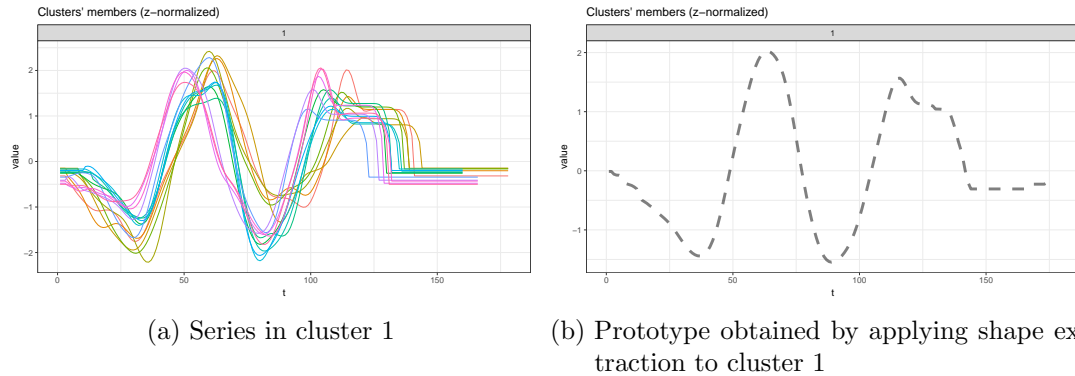 Clusters' members (z−normalized)
1
value
2
1
0
−1
−2
0
50
100
150
t
(a) Series in cluster 1
Clusters' members (z−normalized)
1
value
2
1
0
−1
0
50
100
150
t
(b) Prototype obtained by applying shape ex
traction to cluster 1